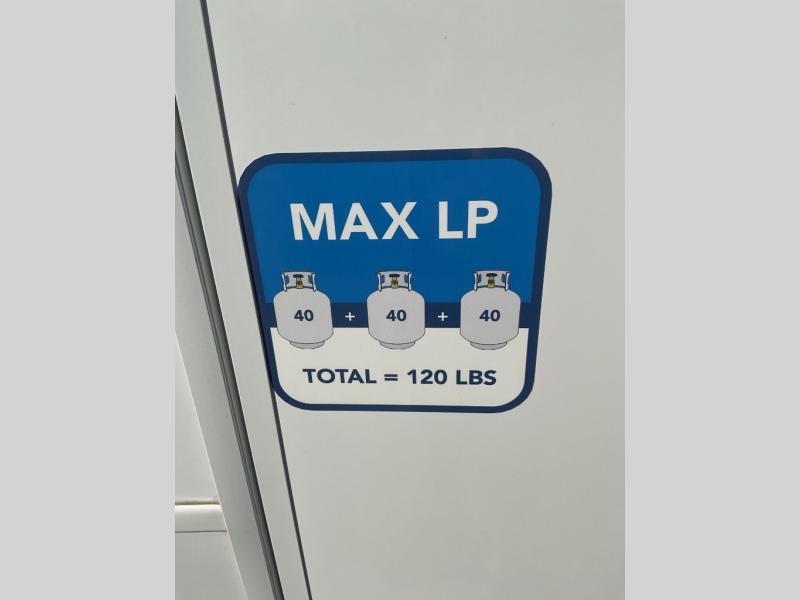 MAX LP
40 + 40 + 40
TOTAL = 120 LBS